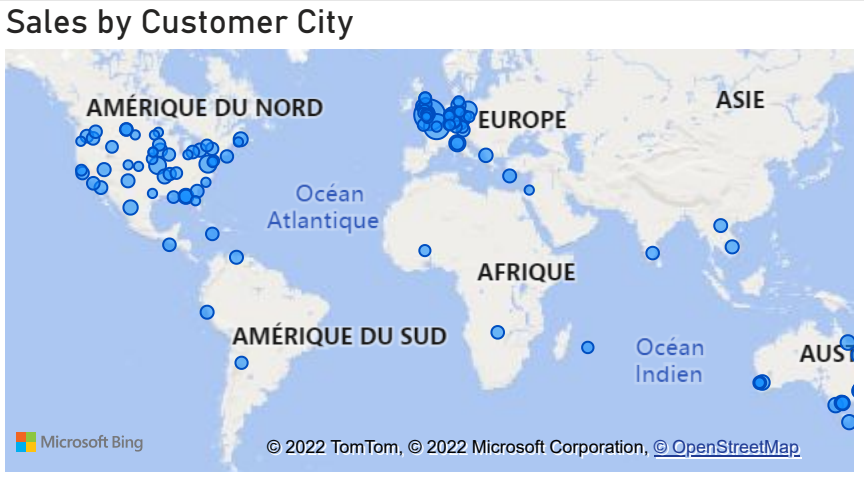 Sales by Customer City
AMÉRIQUE DU NORD
EUROPE
ASIE
Océan
Atlantique
AFRIQUE
AMÉRIQUE DU SUD
Océan
Indien
AUST
Microsoft Bing
© 2022 TomTom, © 2022 Microsoft Corporation, © OpenStreetMap